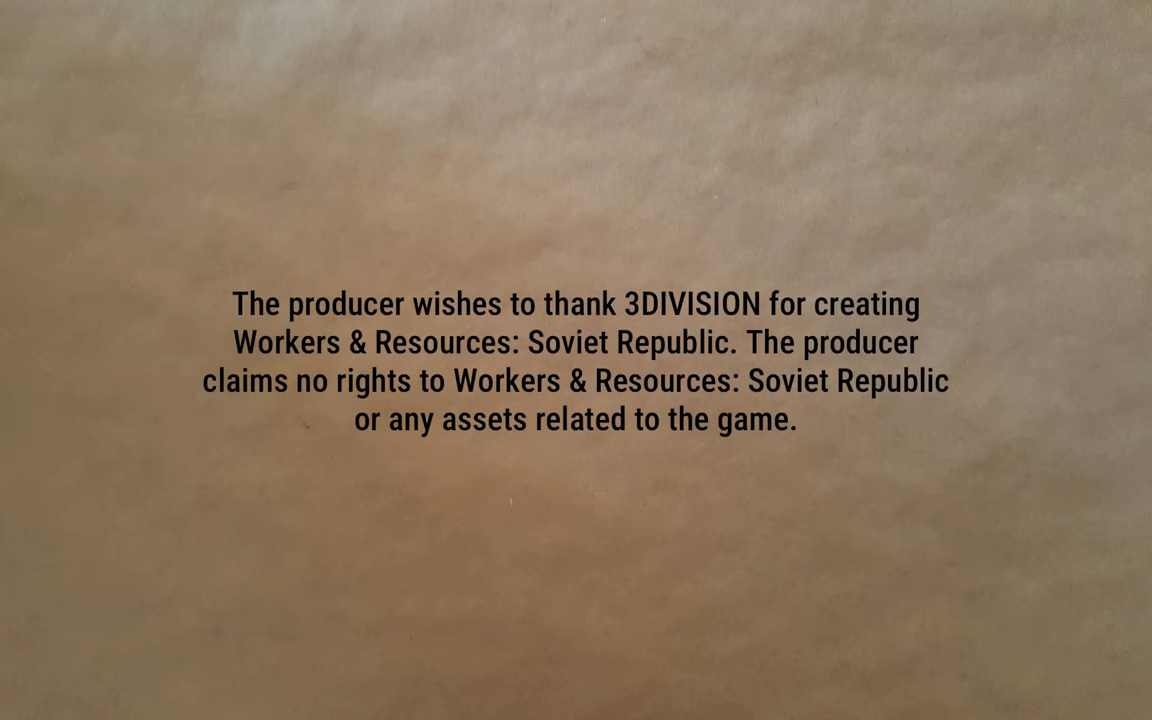 The producer wishes to thank 3DIVISION for creating
Workers & Resources: Soviet Republic. The producer
claims no rights to Workers & Resources: Soviet Republic
or any assets related to the game.